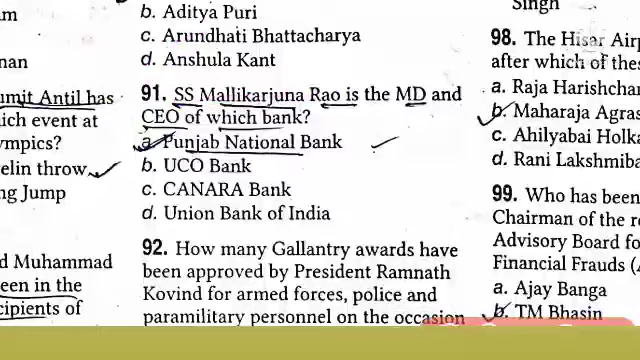 am
nan
umit Antil has
ich event at
ympics?
elin throw
ng Jump
d Muhammad
een in the
cipients of
b. Aditya Puri
c. Arundhati Bhattacharya
d. Anshula Kant
91. SS Mallikarjuna Rao is the MD and
CEO of which bank?
a. Punjab National Bank
b. UCO Bank
c. CANARA Bank
d. Union Bank of India
92. How many Gallantry awards have
been approved by President Ramnath
Kovind for armed forces, police and
paramilitary personnel on the occasion
Singh
98. The Hisar Airp
after which of thes
a. Raja Harishchan
b. Maharaja Agras
c. Ahilyabai Holka
d. Rani Lakshmiba
99. Who has been
Chairman of the re
Advisory Board fo
Financial Frauds (
a. Ajay Banga
b. TM Bhasin